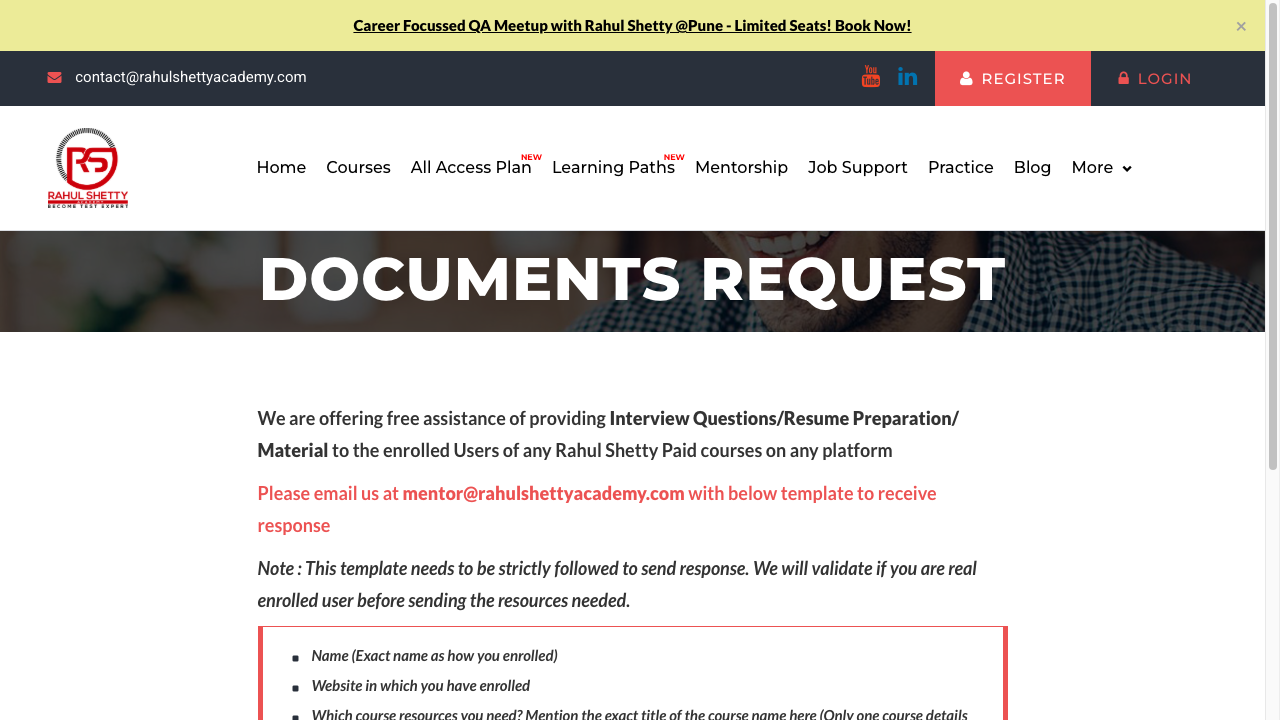 Career Focussed QA Meetup with Rahul Shetty @Pune - Limited Seats! Book Now!
×
contact@rahulshettyacademy.com
You Tube
in
REGISTER
LOGIN
RS
RAHUL SHETTY
ACADEMY
BECOME TEST EXPERT
Home
Courses
All Access Plan NEW
Learning Paths NEW
Mentorship
Job Support
Practice
Blog
More
DOCUMENTS REQUEST
We are offering free assistance of providing Interview Questions/Resume Preparation/
Material to the enrolled Users of any Rahul Shetty Paid courses on any platform
Please email us at mentor@rahulshettyacademy.com with below template to receive
response
Note : This template needs to be strictly followed to send response. We will validate if you are real
enrolled user before sending the resources needed.
Name (Exact name as how you enrolled)
Website in which you have enrolled
Which course resources you need? Mention the exact title of the course name here (Only one course details